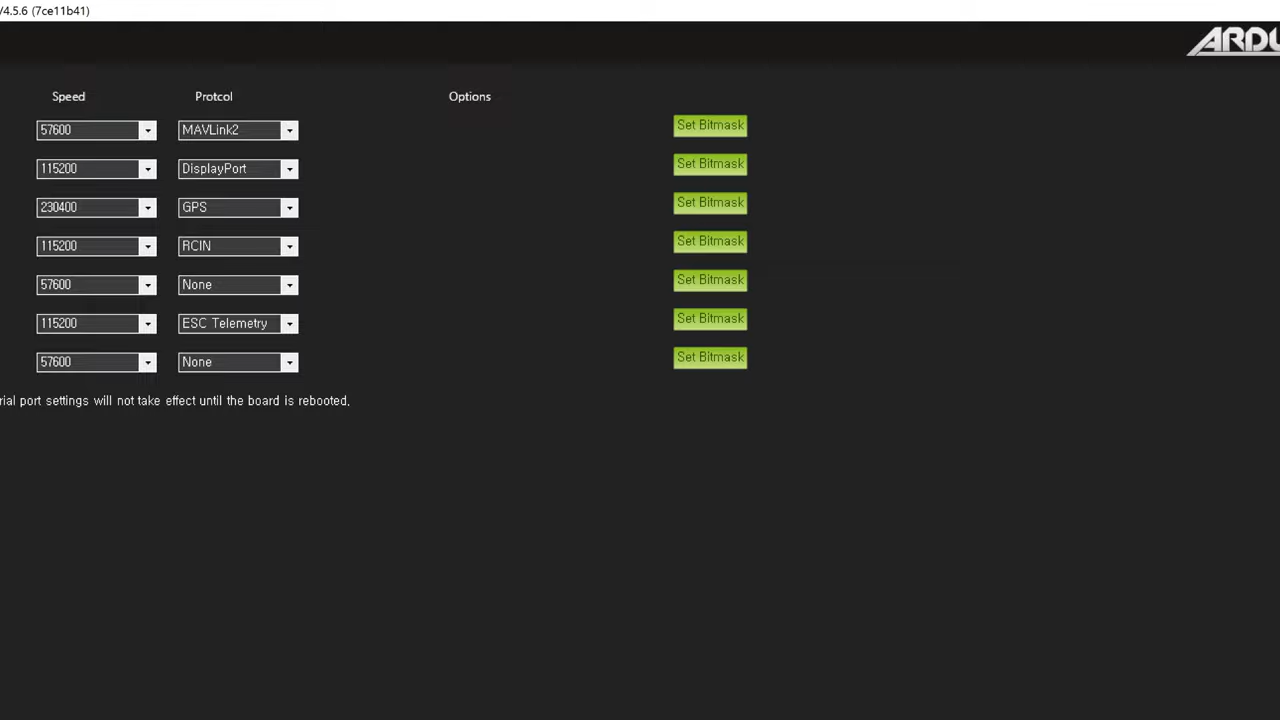 /4.5.6 (7ce11b41)
ARDU
Speed Protcol Options
57600 MAVLink2 Set Bitmask
115200 DisplayPort Set Bitmask
230400 GPS Set Bitmask
115200 RCIN Set Bitmask
57600 None Set Bitmask
115200 ESC Telemetry Set Bitmask
57600 None Set Bitmask
rial port settings will not take effect until the board is rebooted.